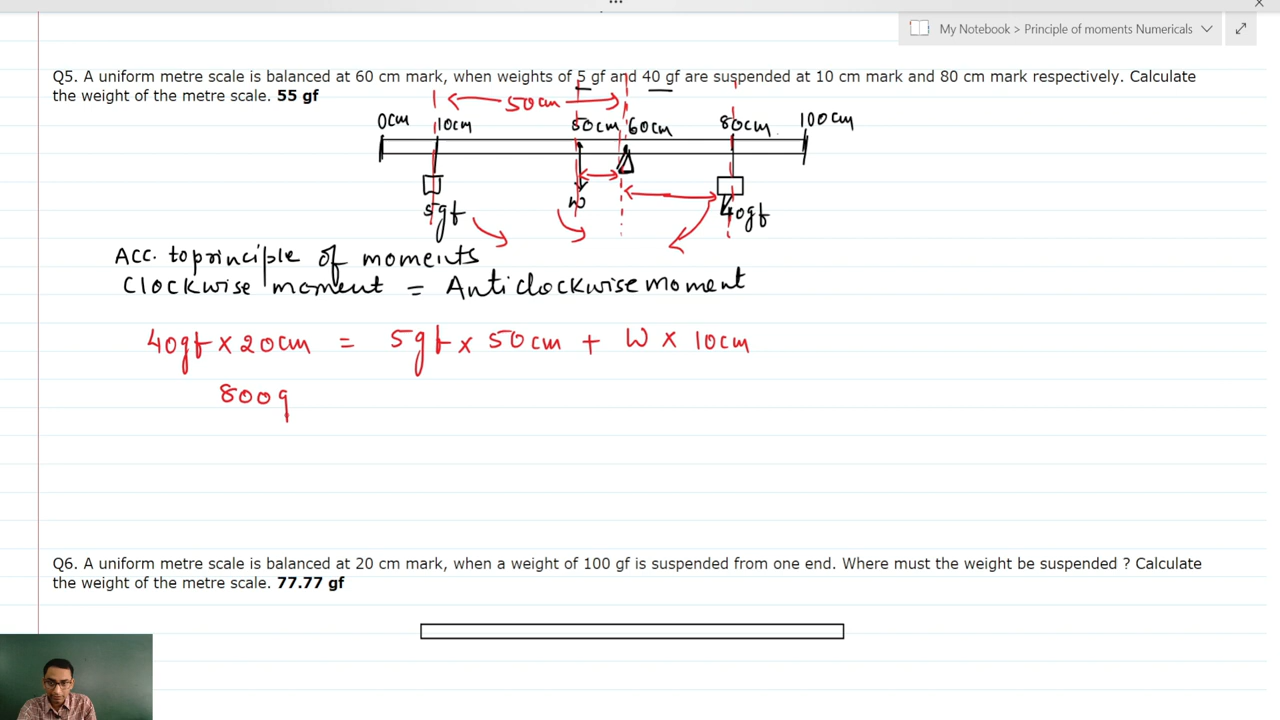 My Notebook > Principle of moments Numericals
Q5. A uniform metre scale is balanced at 60 cm mark, when weights of 5 gf and 40 gf are suspended at 10 cm mark and 80 cm mark respectively. Calculate
the weight of the metre scale. 55 gf
50cm
0cm 10cm 50cm 60cm 80cm 100cm
5gf w 40gf
Acc. to principle of moments
Clockwise moment = Anticlockwise moment
40gf x 20cm = 5gf x 50cm + W x 10cm
800g
Q6. A uniform metre scale is balanced at 20 cm mark, when a weight of 100 gf is suspended from one end. Where must the weight be suspended ? Calculate
the weight of the metre scale. 77.77 gf